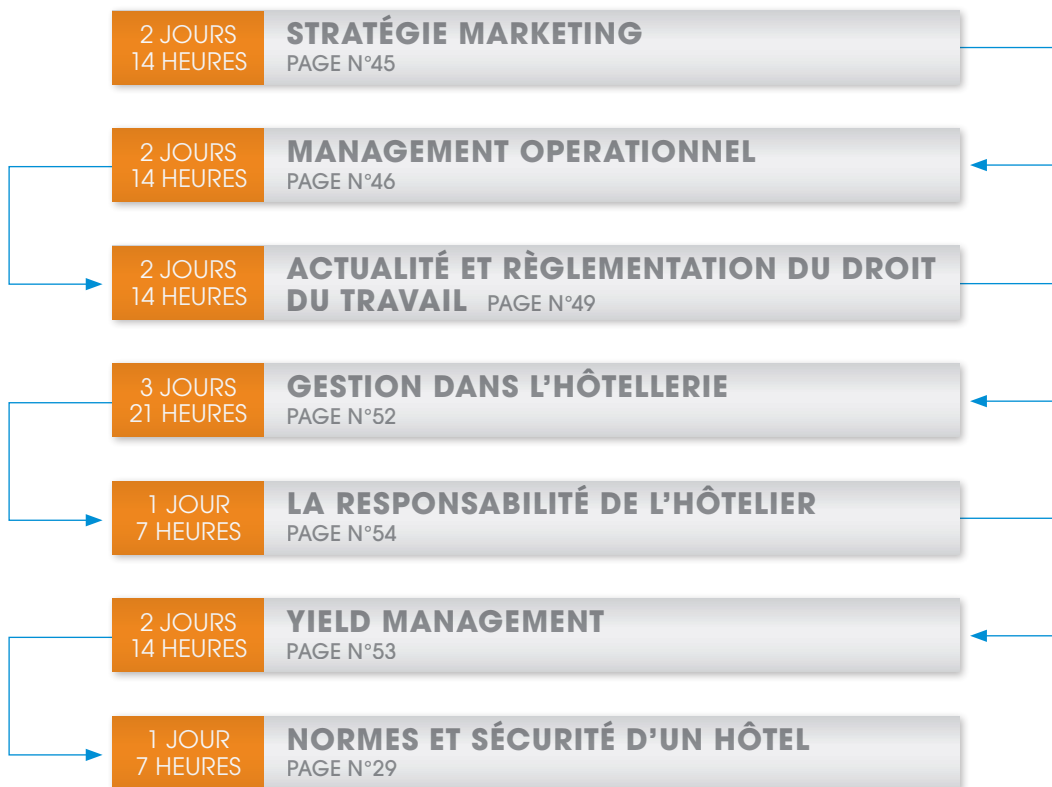 2 JOURS
14 HEURES
STRATÉGIE MARKETING
PAGE N°45
2 JOURS
14 HEURES
MANAGEMENT OPERATIONNEL
PAGE N°46
2 JOURS
14 HEURES
ACTUALITÉ ET RÈGLEMENTATION DU DROIT
DU TRAVAIL PAGE N°49
3 JOURS
21 HEURES
GESTION DANS L'HÔTELLERIE
PAGE N°52
1 JOUR
7 HEURES
LA RESPONSABILITÉ DE L'HÔTELIER
PAGE N°54
2 JOURS
14 HEURES
YIELD MANAGEMENT
PAGE N°53
1 JOUR
7 HEURES
NORMES ET SÉCURITÉ D'UN HÔTEL
PAGE N°29